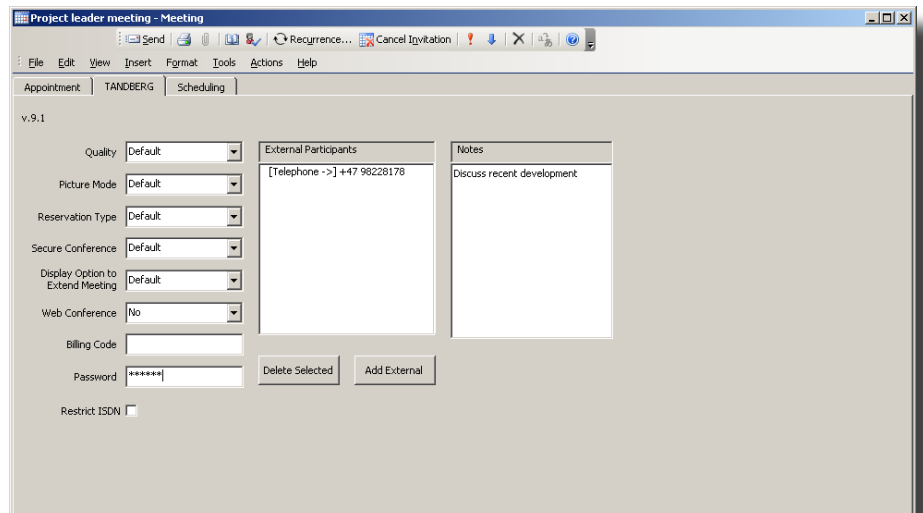 Project leader meeting - Meeting
Send Recurrence... Cancel Invitation
File Edit View Insert Format Tools Actions Help
Appointment TANDBERG Scheduling
v.9.1
Quality Default
Picture Mode Default
Reservation Type Default
Secure Conference Default
Display Option to
Extend Meeting Default
Web Conference No
Billing Code
Password ******
Restrict ISDN
External Participants
[Telephone ->] +47 98228178
Delete Selected Add External
Notes
Discuss recent development